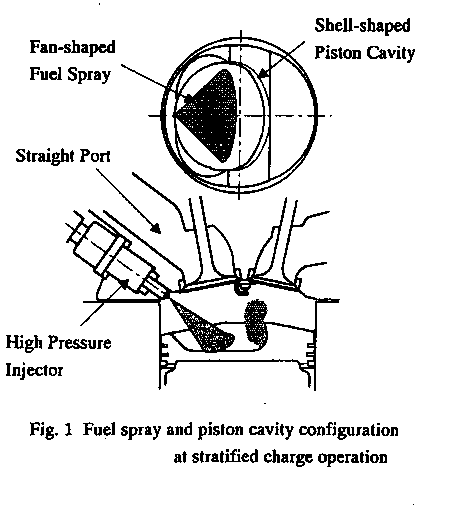 Shell-shaped
Piston Cavity
Fan-shaped
Fuel Spray
Straight Port
High Pressure
Injector
Fig. 1 Fuel spray and piston cavity configuration
at stratified charge operation